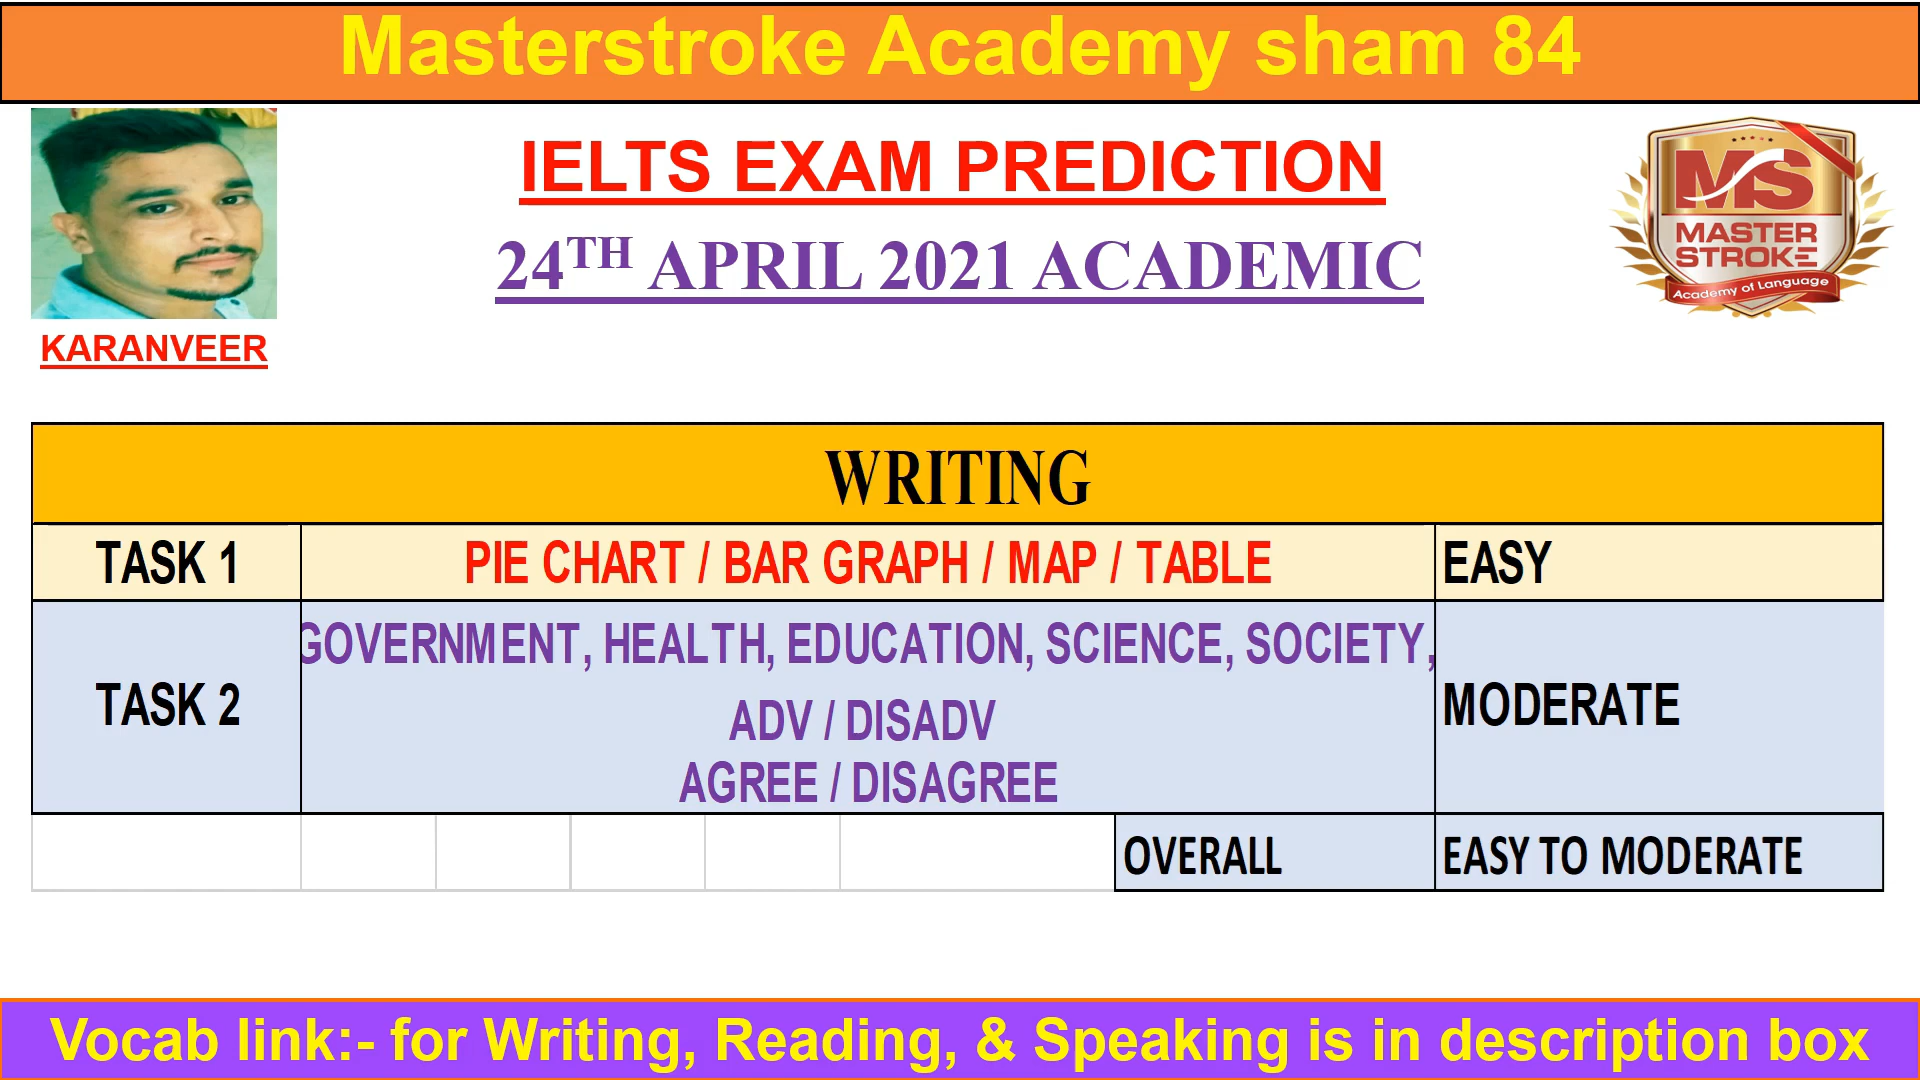 Masterstroke Academy sham 84
IELTS EXAM PREDICTION
24TH APRIL 2021 ACADEMIC
MS
MASTER
STROKE
Academy of Language
KARANVEER
WRITING
TASK 1 PIE CHART / BAR GRAPH / MAP / TABLE EASY
GOVERNMENT, HEALTH, EDUCATION, SCIENCE, SOCIETY,
TASK 2 ADV / DISADV MODERATE
AGREE / DISAGREE
OVERALL EASY TO MODERATE
Vocab link:- for Writing, Reading, & Speaking is in description box